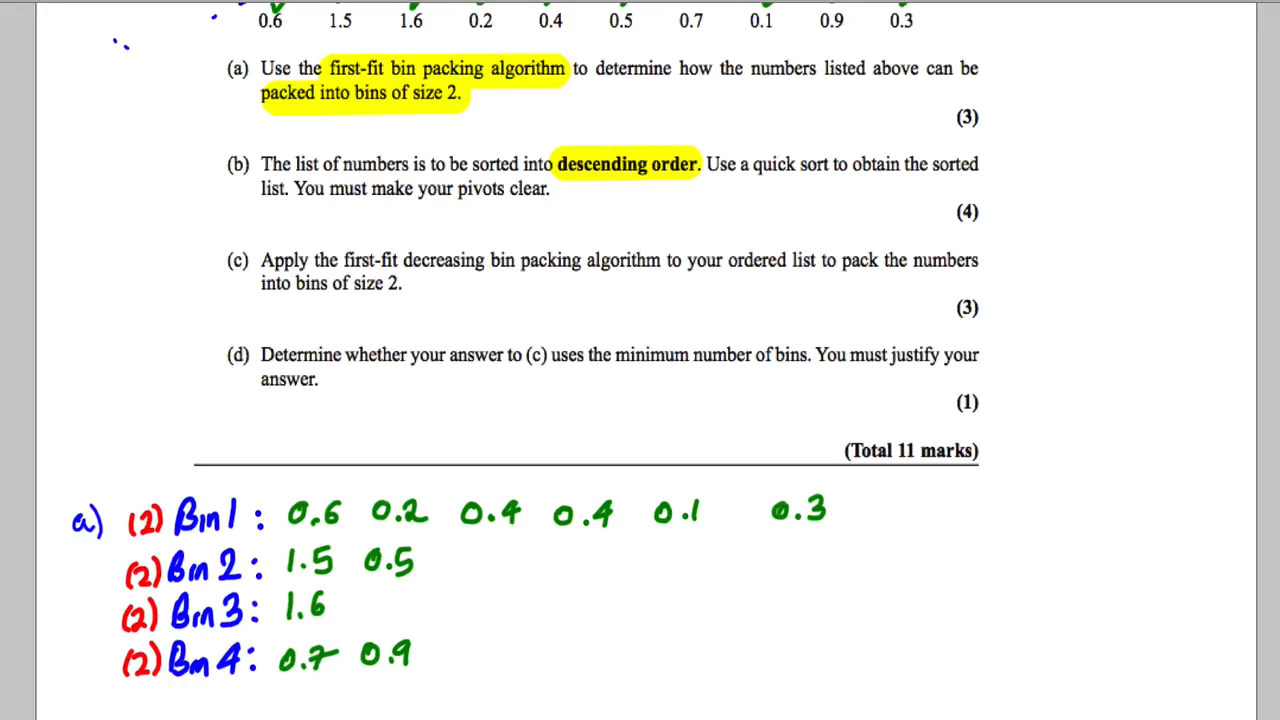 0.6 1.5 1.6 0.2 0.4 0.5 0.7 0.1 0.9 0.3
(a) Use the first-fit bin packing algorithm to determine how the numbers listed above can be
packed into bins of size 2.
(3)
(b) The list of numbers is to be sorted into descending order. Use a quick sort to obtain the sorted
list. You must make your pivots clear.
(4)
(c) Apply the first-fit decreasing bin packing algorithm to your ordered list to pack the numbers
into bins of size 2.
(3)
(d) Determine whether your answer to (c) uses the minimum number of bins. You must justify your
answer.
(1)
(Total 11 marks)
a) (2) Bin 1 : 0.6 0.2 0.4 0.4 0.1 0.3
(2) Bin 2 : 1.5 0.5
(2) Bin 3 : 1.6
(2) Bin 4 : 0.7 0.9